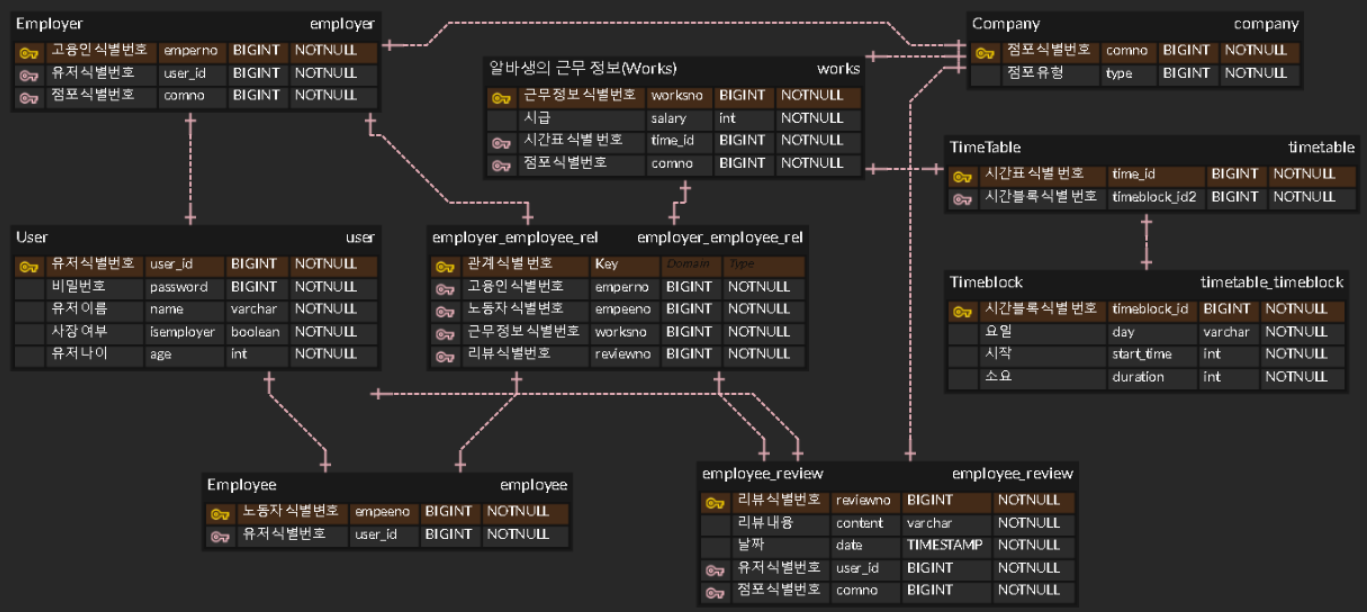 Employer employer
고용인식별번호 emperno BIGINT NOTNULL
유저식별번호 user_id BIGINT NOTNULL
점포식별번호 comno BIGINT NOTNULL
알바생의 근무 정보(Works) works
근무정보식별번호 worksno BIGINT NOTNULL
시급 salary int NOTNULL
시간표식별번호 time_id BIGINT NOTNULL
점포식별번호 comno BIGINT NOTNULL
Company company
점포식별번호 comno BIGINT NOTNULL
점포유형 type BIGINT NOTNULL
TimeTable timetable
시간표식별번호 time_id BIGINT NOTNULL
시간블록식별번호 timeblock_id2 BIGINT NOTNULL
User user
유저식별번호 user_id BIGINT NOTNULL
비밀번호 password BIGINT NOTNULL
유저이름 name varchar NOTNULL
사장여부 isemployer boolean NOTNULL
유저나이 age int NOTNULL
employer_employee_rel employer_employee_rel
관계식별번호 Key Domain Type
고용인식별번호 emperno BIGINT NOTNULL
노동자식별변호 empeeno BIGINT NOTNULL
근무정보식별번호 worksno BIGINT NOTNULL
리뷰식별번호 reviewno BIGINT NOTNULL
Timeblock timetable_timeblock
시간블록식별번호 timeblock_id BIGINT NOTNULL
요일 day varchar NOTNULL
시작 start_time int NOTNULL
소요 duration int NOTNULL
Employee employee
노동자식별변호 empeeno BIGINT NOTNULL
유저식별번호 user_id BIGINT NOTNULL
employee_review employee_review
리뷰식별번호 reviewno BIGINT NOTNULL
리뷰내용 content varchar NOTNULL
날짜 date TIMESTAMP NOTNULL
유저식별번호 user_id BIGINT NOTNULL
점포식별번호 comno BIGINT NOTNULL